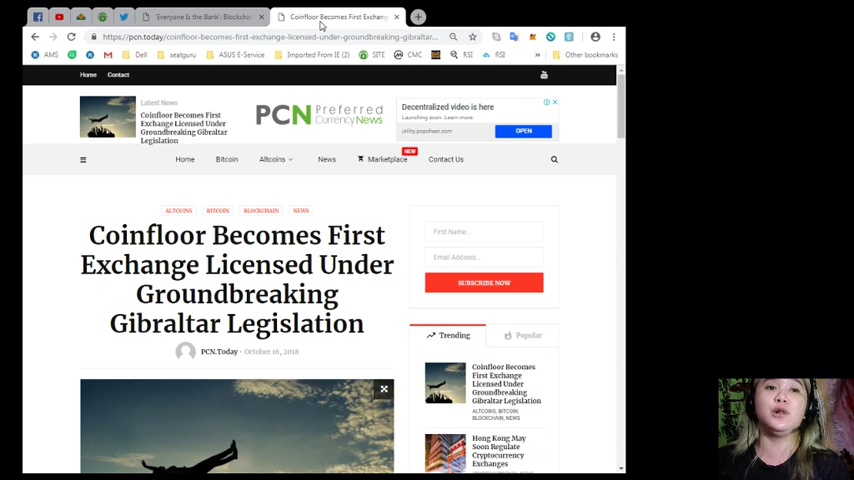 'Everyone Is the Bank': Blockchai
Coinfloor Becomes First Exchan
https://pcn.today/coinfloor-becomes-first-exchange-licensed-under-groundbreaking-gibraltar...
AMS
Dell
seatguru
ASUS E-Service
Imported From IE (2)
SITE
CMC
RSI
RSI
Other bookmarks
Home Contact
Latest News
Coinfloor Becomes First
Exchange Licensed Under
Groundbreaking Gibraltar
Legislation
PCN Preferred
Currency News
Decentralized video is here
Launching soon. Learn more.
utility.popchest.com
OPEN
Home Bitcoin Altcoins News Marketplace NEW Contact Us
ALTCOINS BITCOIN BLOCKCHAIN NEWS
Coinfloor Becomes First
Exchange Licensed Under
Groundbreaking
Gibraltar Legislation
PCN.Today - October 16, 2018
First Name...
Email Address...
SUBSCRIBE NOW
Trending Popular
Coinfloor Becomes
First Exchange
Licensed Under
Groundbreaking
Gibraltar Legislation
ALTCOINS, BITCOIN,
BLOCKCHAIN, NEWS
Hong Kong May
Soon Regulate
Cryptocurrency
Exchanges